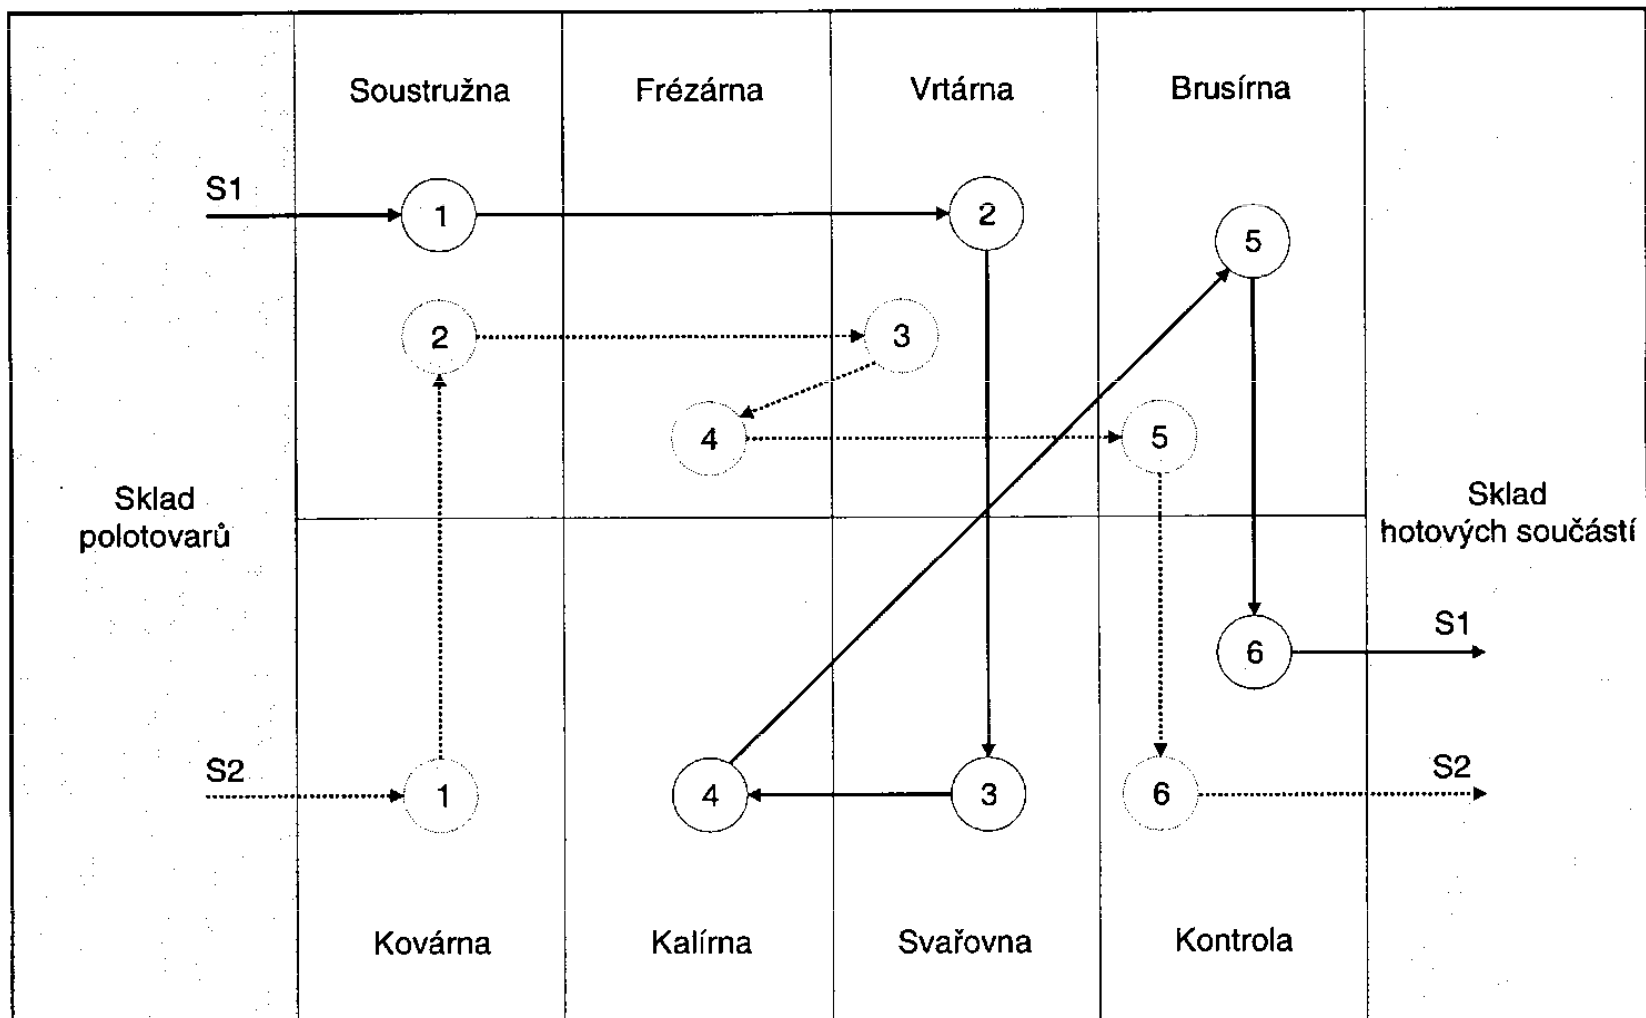 Soustružna
Frézárna
Vrtárna
Brusírna
S1
1
2
5
2
3
4
5
Sklad
polotovarů
Sklad
hotových součástí
S1
6
S2
1
4
3
6
S2
Kovárna
Kalírna
Svařovna
Kontrola